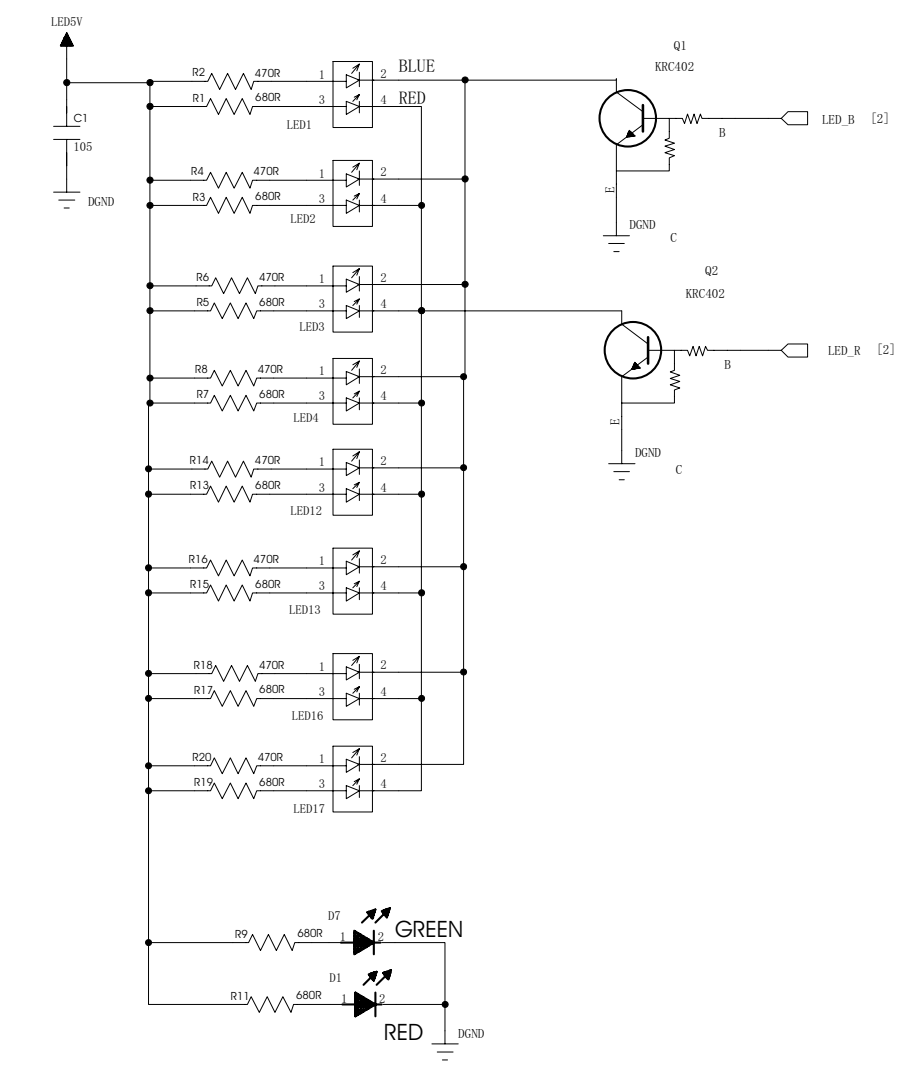 LED5V
C1
105
DGND
R2 470R 1 2 BLUE
R1 680R 3 4 RED
LED1
R4 470R 1 2
R3 680R 3 4
LED2
R6 470R 1 2
R5 680R 3 4
LED3
R8 470R 1 2
R7 680R 3 4
LED4
R14 470R 1 2
R13 680R 3 4
LED12
R16 470R 1 2
R15 680R 3 4
LED13
R18 470R 1 2
R17 680R 3 4
LED16
R20 470R 1 2
R19 680R 3 4
LED17
Q1
KRC402
LED_B [2]
B
E
DGND
C
Q2
KRC402
LED_R [2]
B
E
DGND
C
D7
R9 680R 1 2 GREEN
D1
R11 680R 1 2
RED
DGND